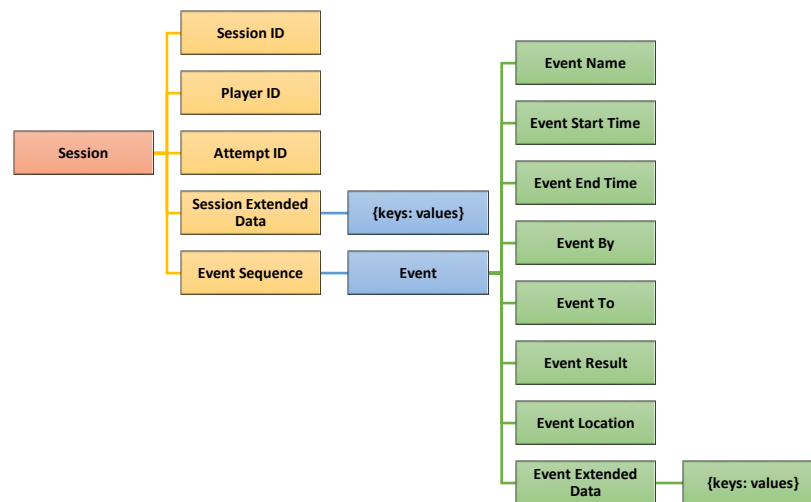 Session
Session ID
Player ID
Attempt ID
Session Extended
Data
{keys: values}
Event Sequence
Event
Event Name
Event Start Time
Event End Time
Event By
Event To
Event Result
Event Location
Event Extended
Data
{keys: values}